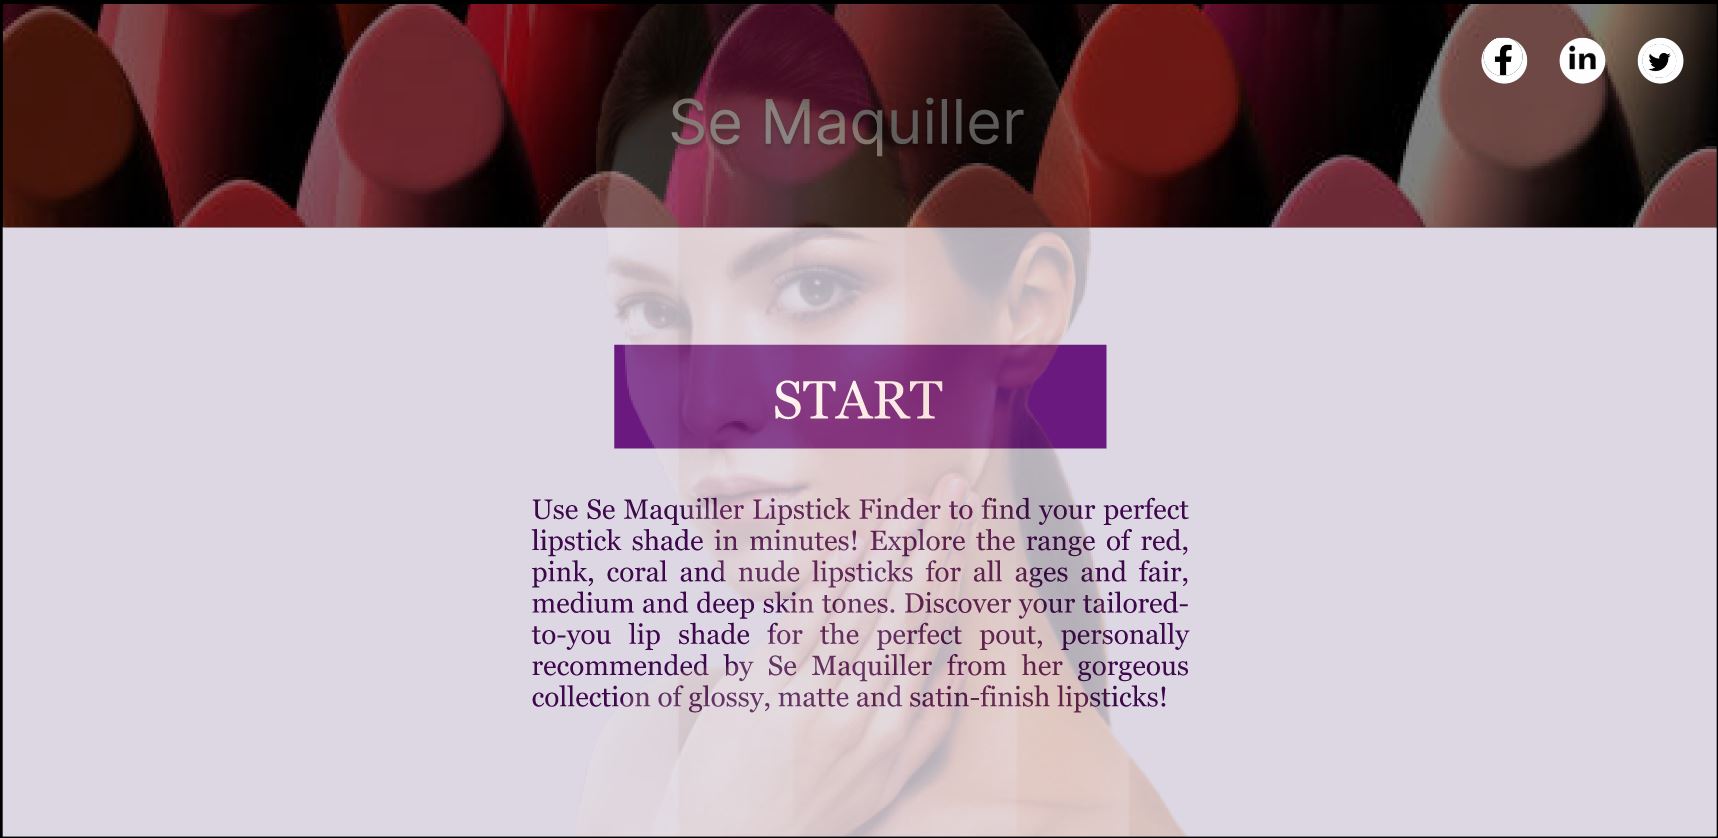 Se Maquiller
f
in
START
Use Se Maquiller Lipstick Finder to find your perfect
lipstick shade in minutes! Explore the range of red,
pink, coral and nude lipsticks for all ages and fair,
medium and deep skin tones. Discover your tailored-
to-you lip shade for the perfect pout, personally
recommended by Se Maquiller from her gorgeous
collection of glossy, matte and satin-finish lipsticks!